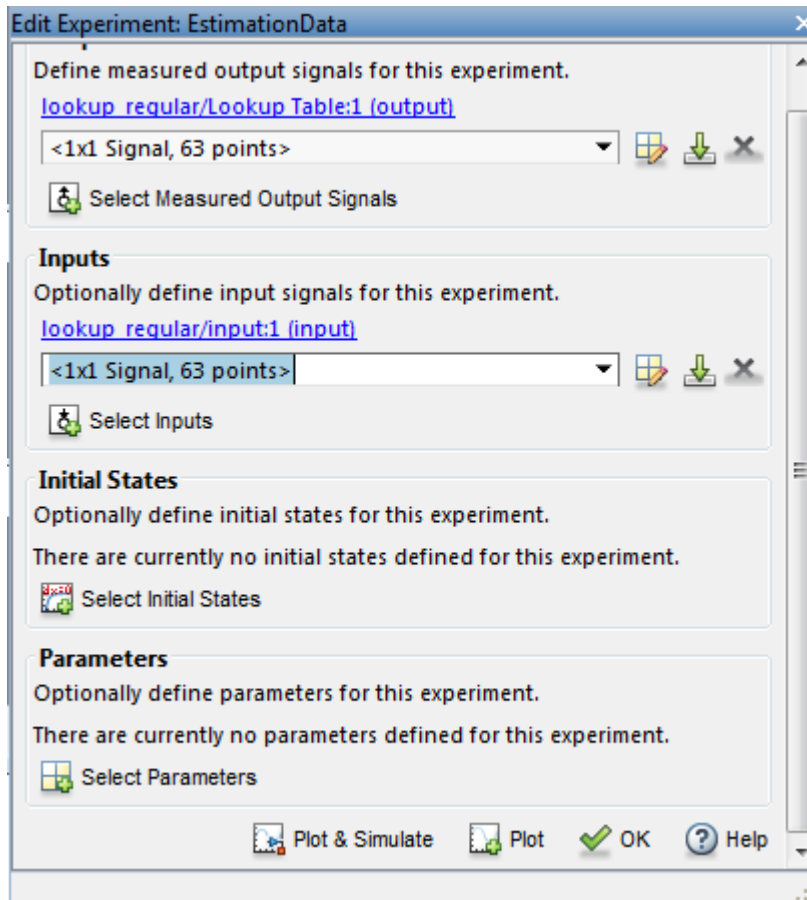 Edit Experiment: EstimationData
Define measured output signals for this experiment.
lookup_regular/Lookup Table:1 (output)
<1x1 Signal, 63 points>
Select Measured Output Signals
Inputs
Optionally define input signals for this experiment.
lookup_regular/input:1 (input)
<1x1 Signal, 63 points>
Select Inputs
Initial States
Optionally define initial states for this experiment.
There are currently no initial states defined for this experiment.
Select Initial States
Parameters
Optionally define parameters for this experiment.
There are currently no parameters defined for this experiment.
Select Parameters
Plot & Simulate Plot OK Help